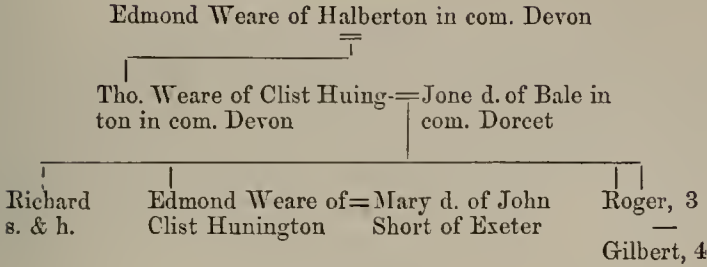 Edmond Weare of Halberton in com. Devon
Tho. Weare of Clist Huing-=Jone d. of Bale in
ton in com. Devon com. Dorcet
Richard Edmond Weare of=Mary d. of John Roger, 3
s. & h. Clist Hunington Short of Exeter
Gilbert, 4